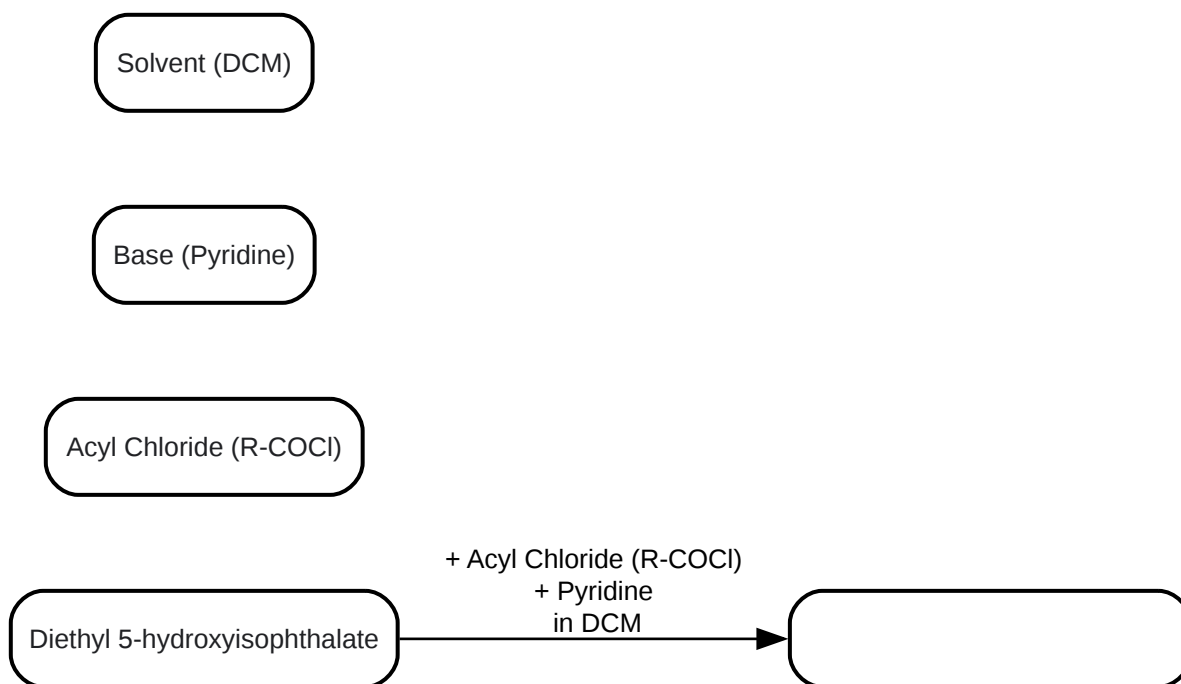 Solvent (DCM)
Base (Pyridine)
Acyl Chloride (R-COCl)
+ Acyl Chloride (R-COCl)
+ Pyridine
in DCM
Diethyl 5-hydroxyisophthalate